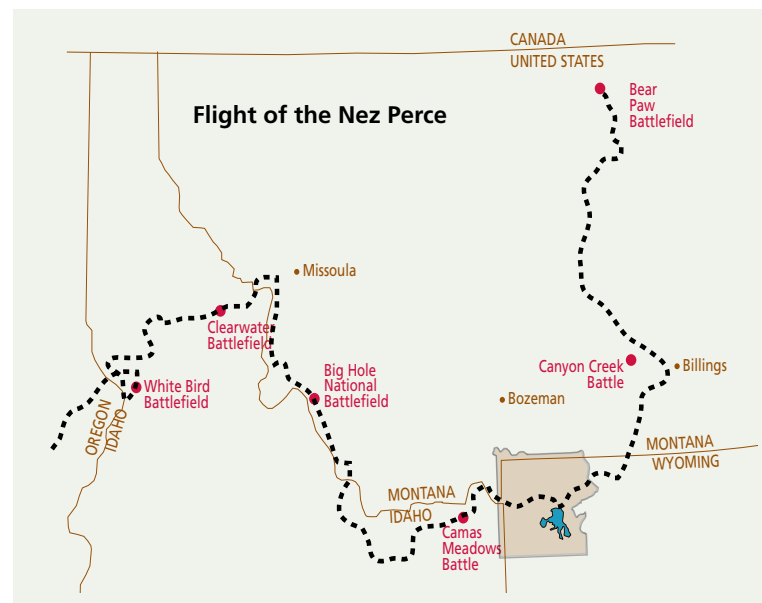 CANADA
UNITED STATES
Flight of the Nez Perce
Bear
Paw
Battlefield
Missoula
Clearwater
Battlefield
Big Hole
National
Battlefield
Canyon Creek
Battle
Billings
White Bird
Battlefield
Bozeman
OREGON
IDAHO
MONTANA
WYOMING
MONTANA
IDAHO
Camas
Meadows
Battle